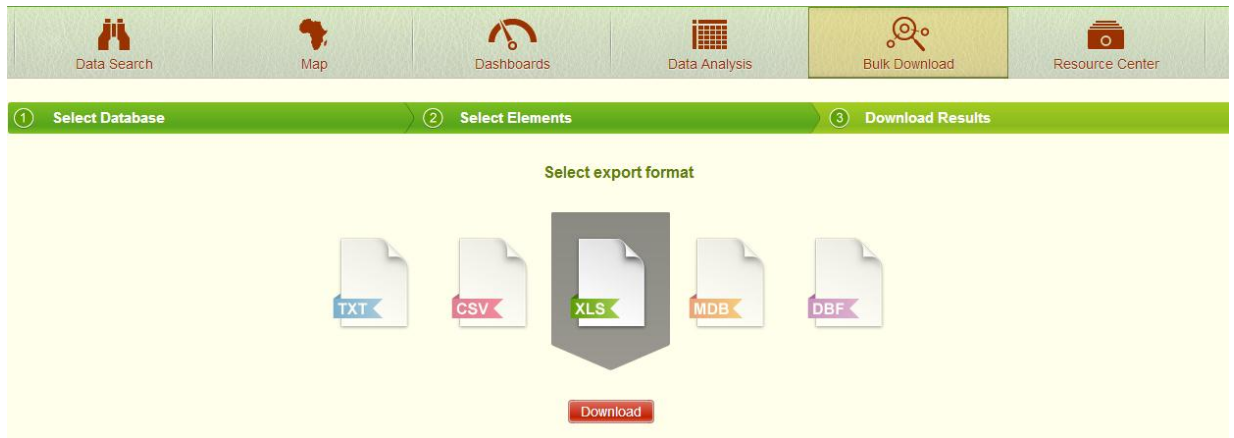 Data Search
Map
Dashboards
Data Analysis
Bulk Download
Resource Center
1 Select Database
2 Select Elements
3 Download Results
Select export format
TXT
CSV
XLS
MDB
DBF
Download